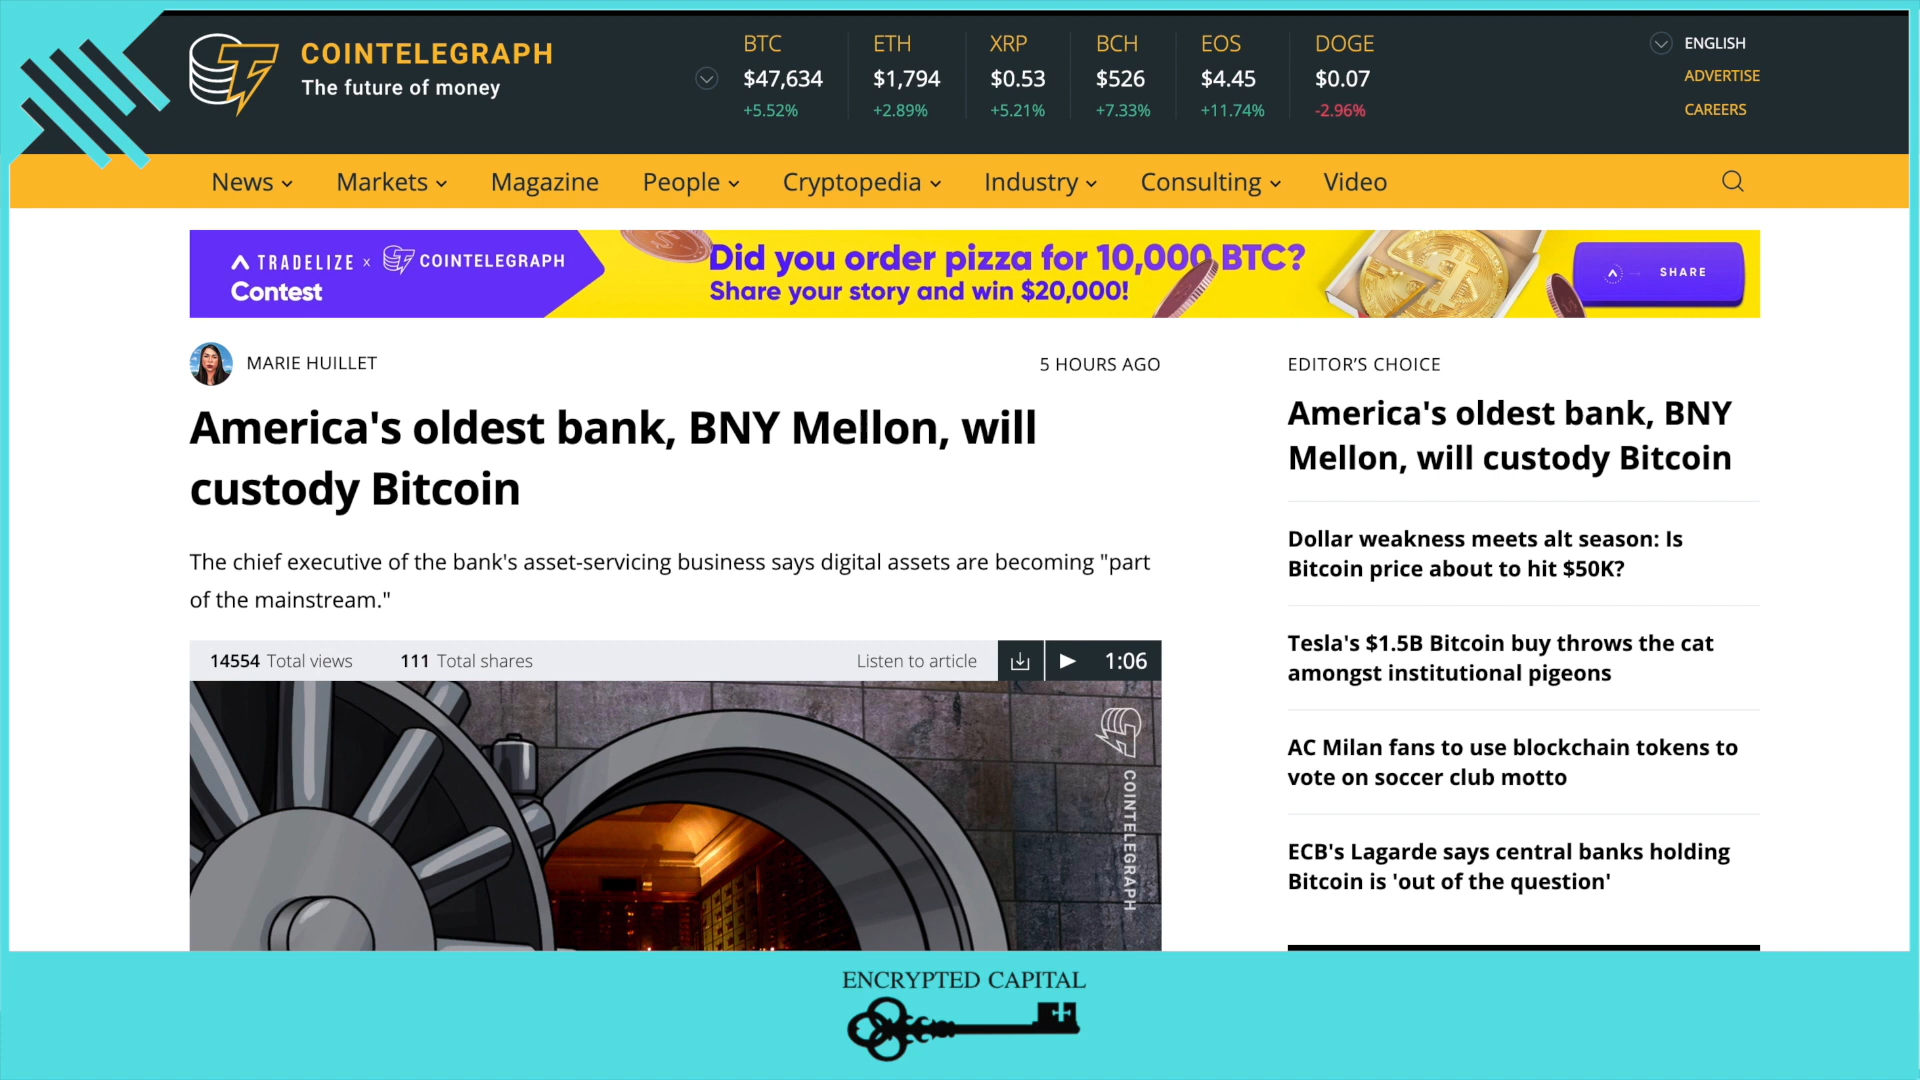 COINTELEGRAPH
The future of money
BTC
$47,634
+5.52%
ETH
$1,794
+2.89%
XRP
$0.53
+5.21%
BCH
$526
+7.33%
EOS
$4.45
+11.74%
DOGE
$0.07
-2.96%
ENGLISH
ADVERTISE
CAREERS
News
Markets
Magazine
People
Cryptopedia
Industry
Consulting
Video
TRADELIZE x COINTELEGRAPH
Contest
Did you order pizza for 10,000 BTC?
Share your story and win $20,000!
SHARE
MARIE HUILLET
5 HOURS AGO
America's oldest bank, BNY Mellon, will
custody Bitcoin
The chief executive of the bank's asset-servicing business says digital assets are becoming "part
of the mainstream."
14554 Total views
111 Total shares
Listen to article
1:06
COINTELEGRAPH
EDITOR’S CHOICE
America's oldest bank, BNY
Mellon, will custody Bitcoin
Dollar weakness meets alt season: Is
Bitcoin price about to hit $50K?
Tesla's $1.5B Bitcoin buy throws the cat
amongst institutional pigeons
AC Milan fans to use blockchain tokens to
vote on soccer club motto
ECB's Lagarde says central banks holding
Bitcoin is 'out of the question'
ENCRYPTED CAPITAL